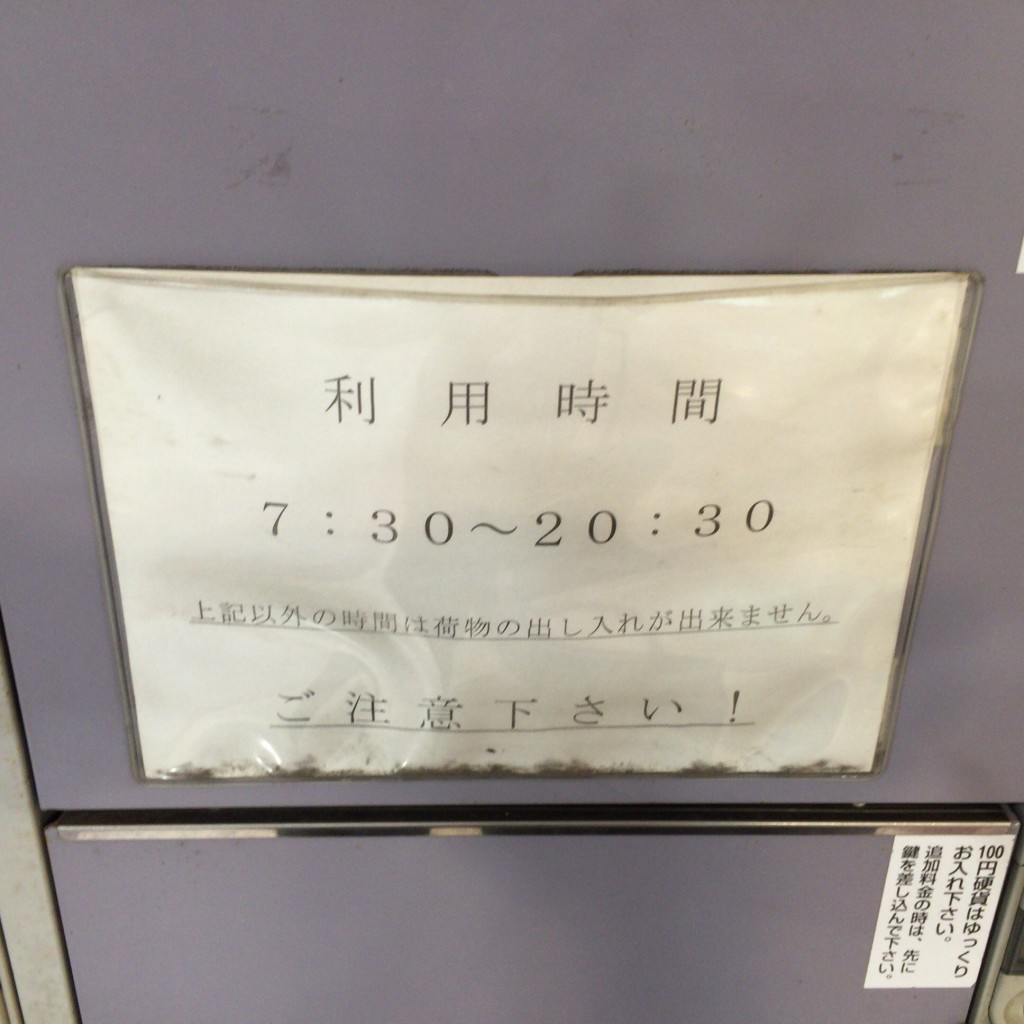 利用時間
７：３０～２０：３０
上記以外の時間は荷物の出し入れが出来ません。
ご注意下さい！
100円硬貨はゆっくり
お入れ下さい。
追加料金の時は、先に
鍵を差し込んで下さい。